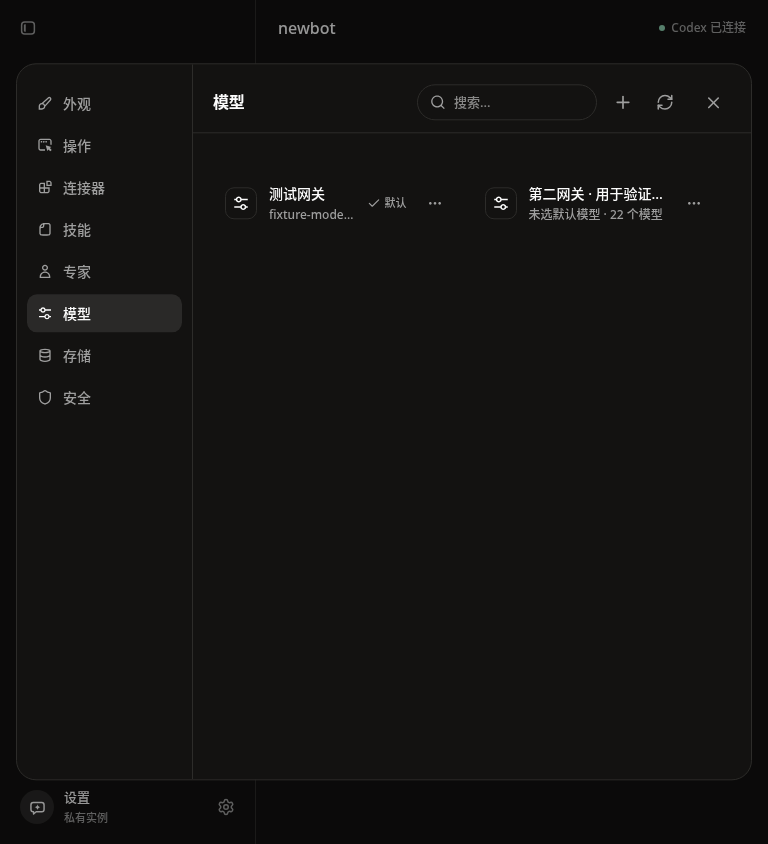 newbot
Codex 已连接
外观
操作
连接器
技能
专家
模型
存储
安全
模型
搜索...
测试网关
fixture-mode...
默认
第二网关 · 用于验证...
未选默认模型 · 22 个模型
设置
私有实例